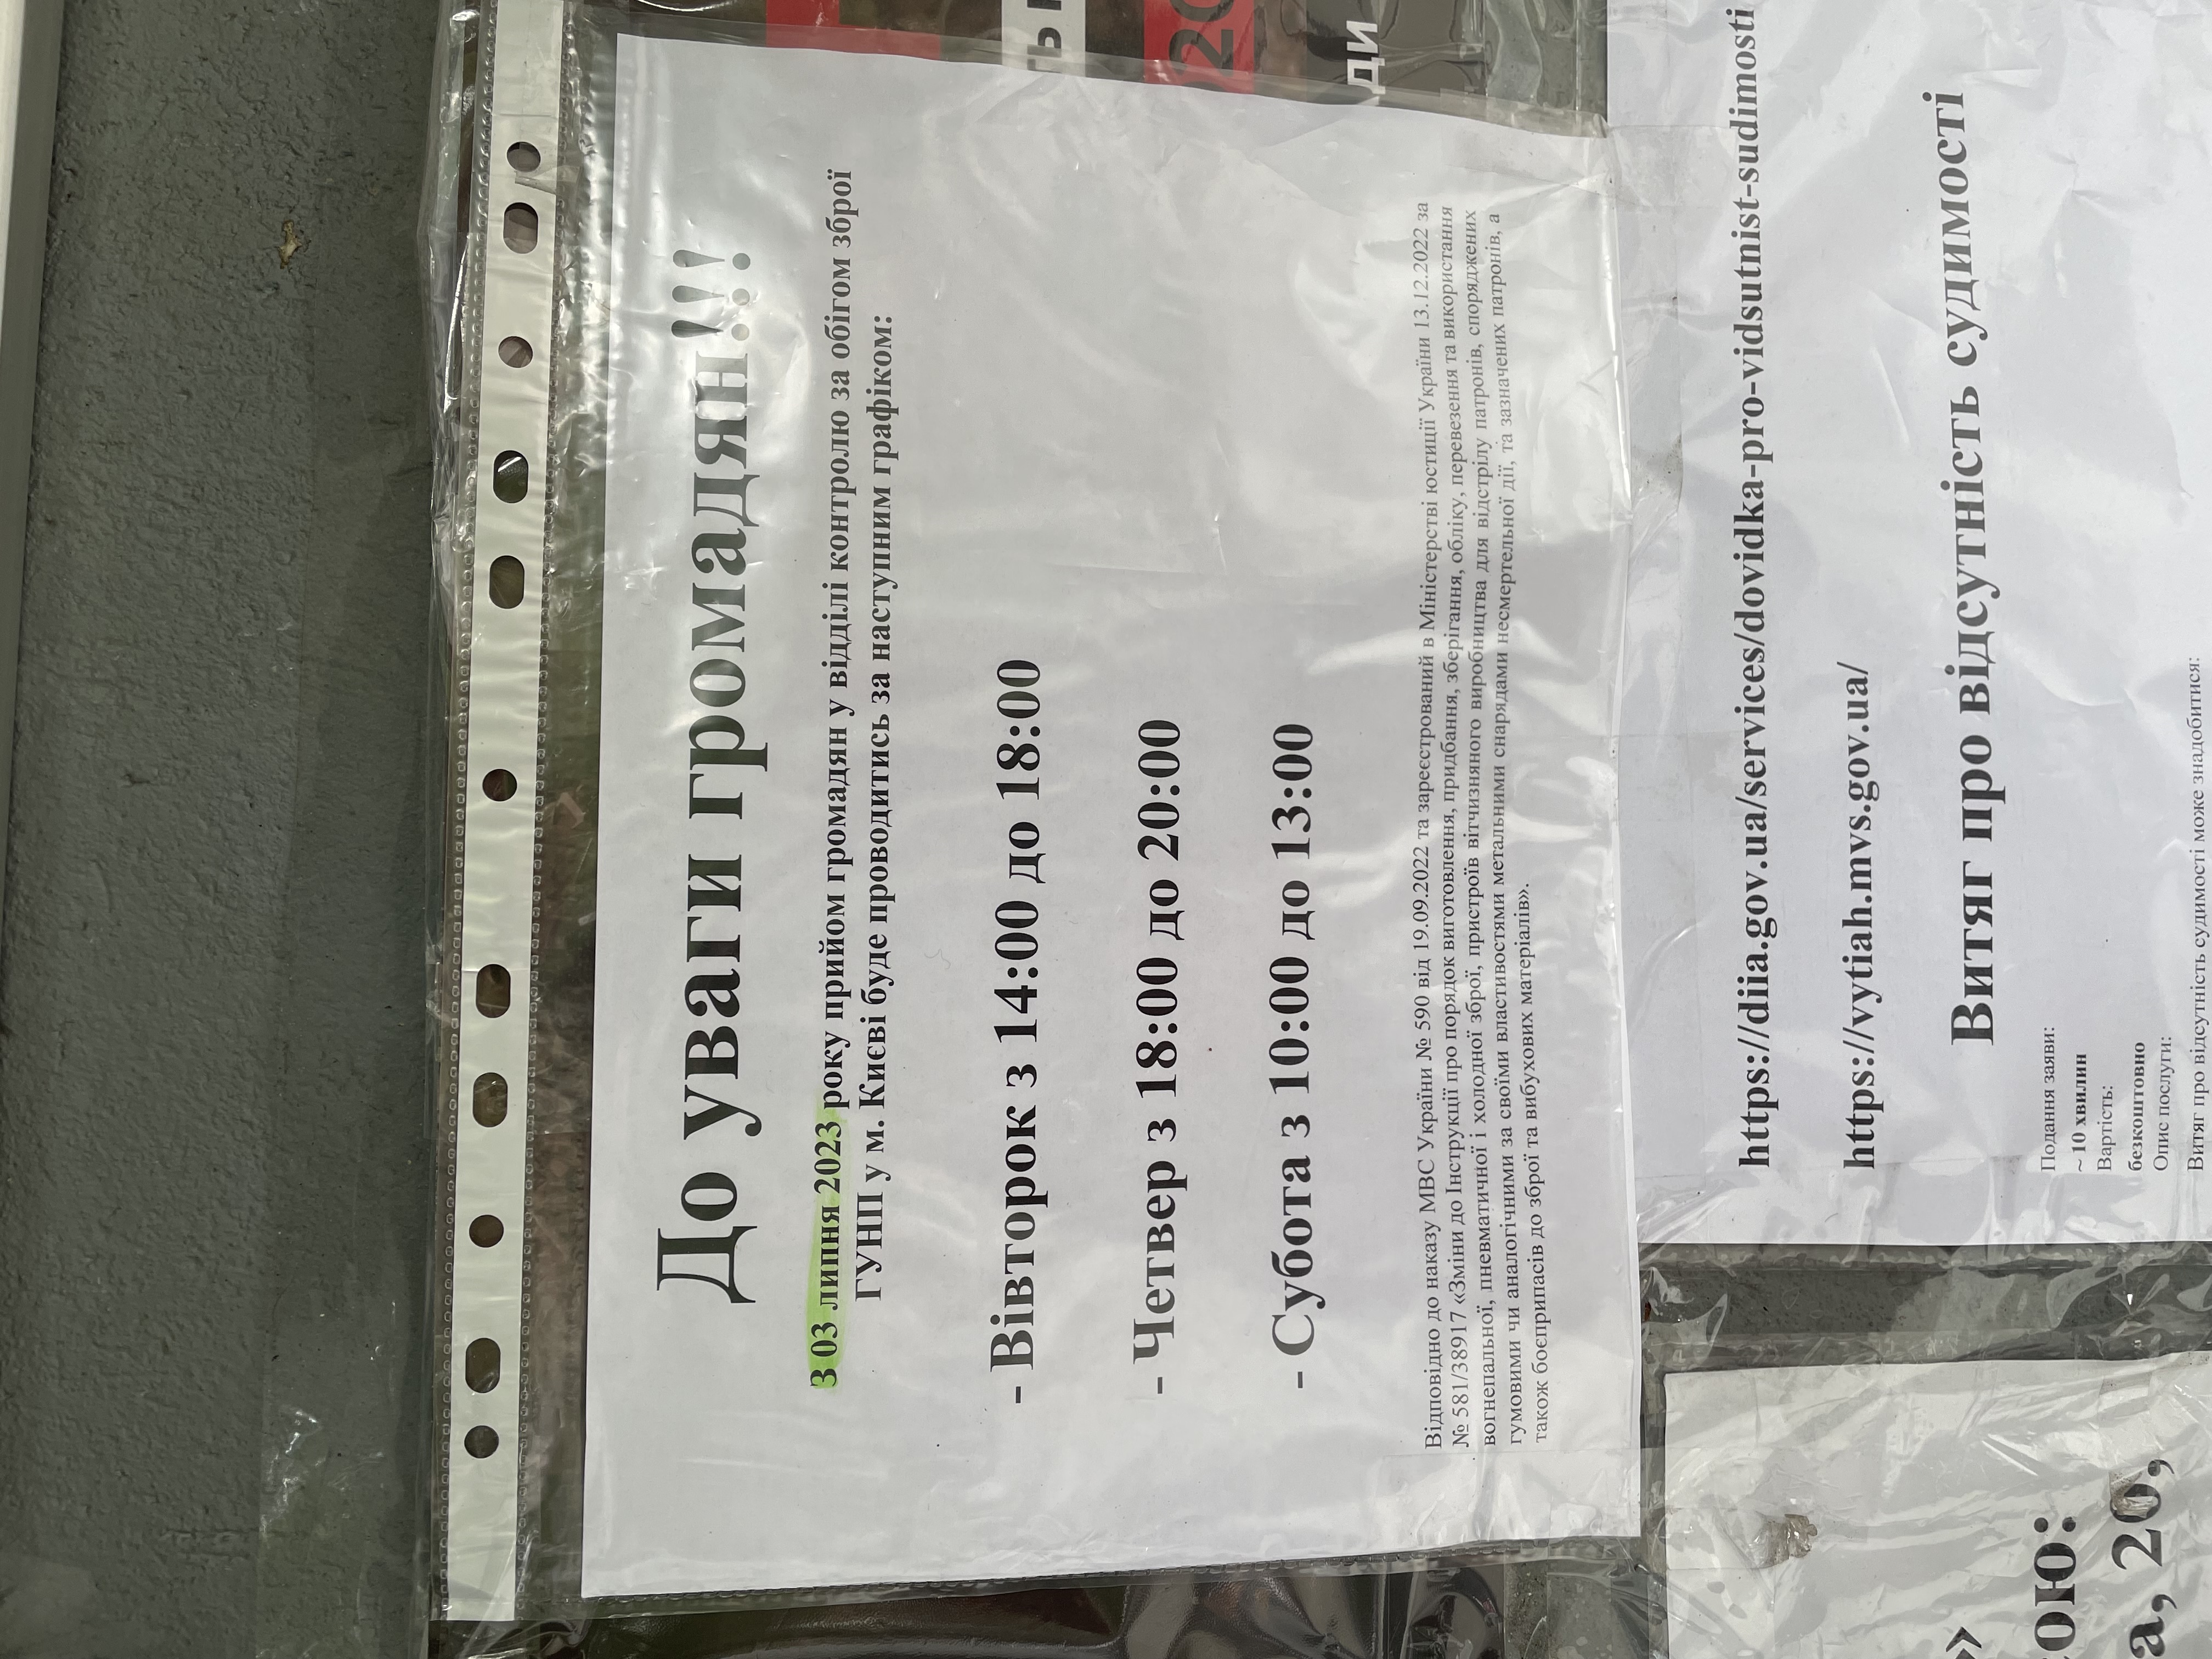 До уваги громадян!!!
З 03 липня 2023 року прийом громадян у відділі контролю за обігом зброї
ГУНП у м. Києві буде проводитись за наступним графіком:
- Вівторок з 14:00 до 18:00
- Четвер з 18:00 до 20:00
- Субота з 10:00 до 13:00
Відповідно до наказу МВС України № 590 від 19.09.2022 та зареєстрований в Міністерстві юстиції України 13.12.2022 за
№ 581/38917 «Зміни до Інструкції про порядок виготовлення, придбання, зберігання, обліку, перевезення та використання
вогнепальної, пневматичної і холодної зброї, пристроїв вітчизняного виробництва для відстрілу патронів, споряджених
гумовими чи аналогічними за своїми властивостями метальними снарядами несмертельної дії, та зазначених патронів, а
також боєприпасів до зброї та вибухових матеріалів».
https://diia.gov.ua/services/dovidka-pro-vidsutnist-sudimosti
https://vytiah.mvs.gov.ua/
Витяг про відсутність судимості
Подання заяви:
~ 10 хвилин
Вартість:
безкоштовно
Опис послуги:
Витяг про відсутність судимості може знадобитися:
20,